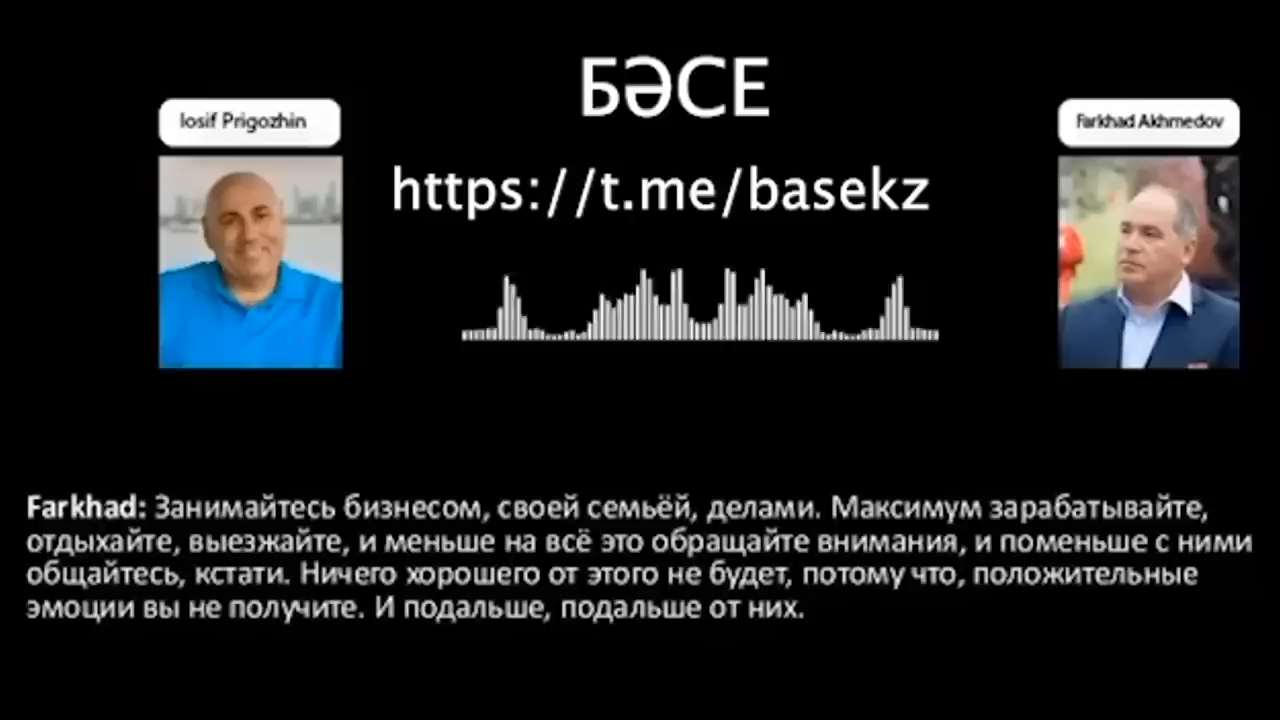 БӘСЕ
Iosif Prigozhin
Farkhad Akhmedov
https://t.me/basekz
Farkhad: Занимайтесь бизнесом, своей семьёй, делами. Максимум зарабатывайте,
отдыхайте, выезжайте, и меньше на всё это обращайте внимания, и поменьше с ними
общайтесь, кстати. Ничего хорошего от этого не будет, потому что, положительные
эмоции вы не получите. И подальше, подальше от них.